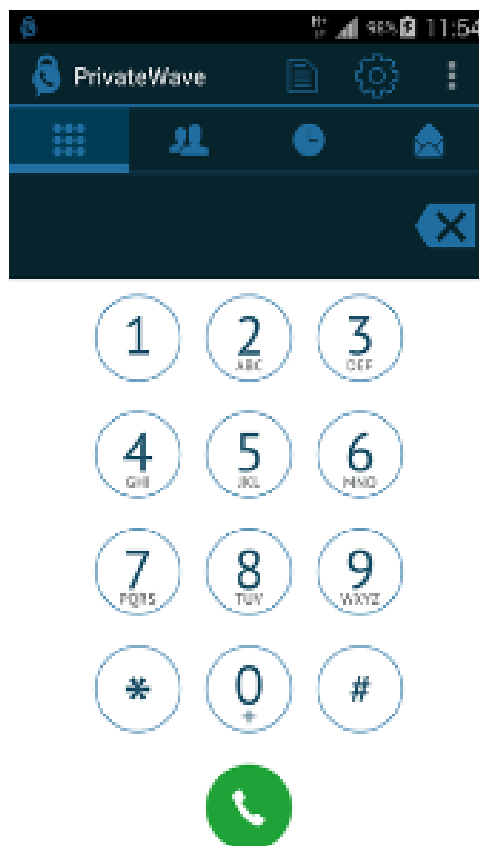 98% 11:54
PrivateWave
1 2 3
ABC DEF
4 5 6
GHI JKL MNO
7 8 9
PQRS TUV WXYZ
* 0 #
+